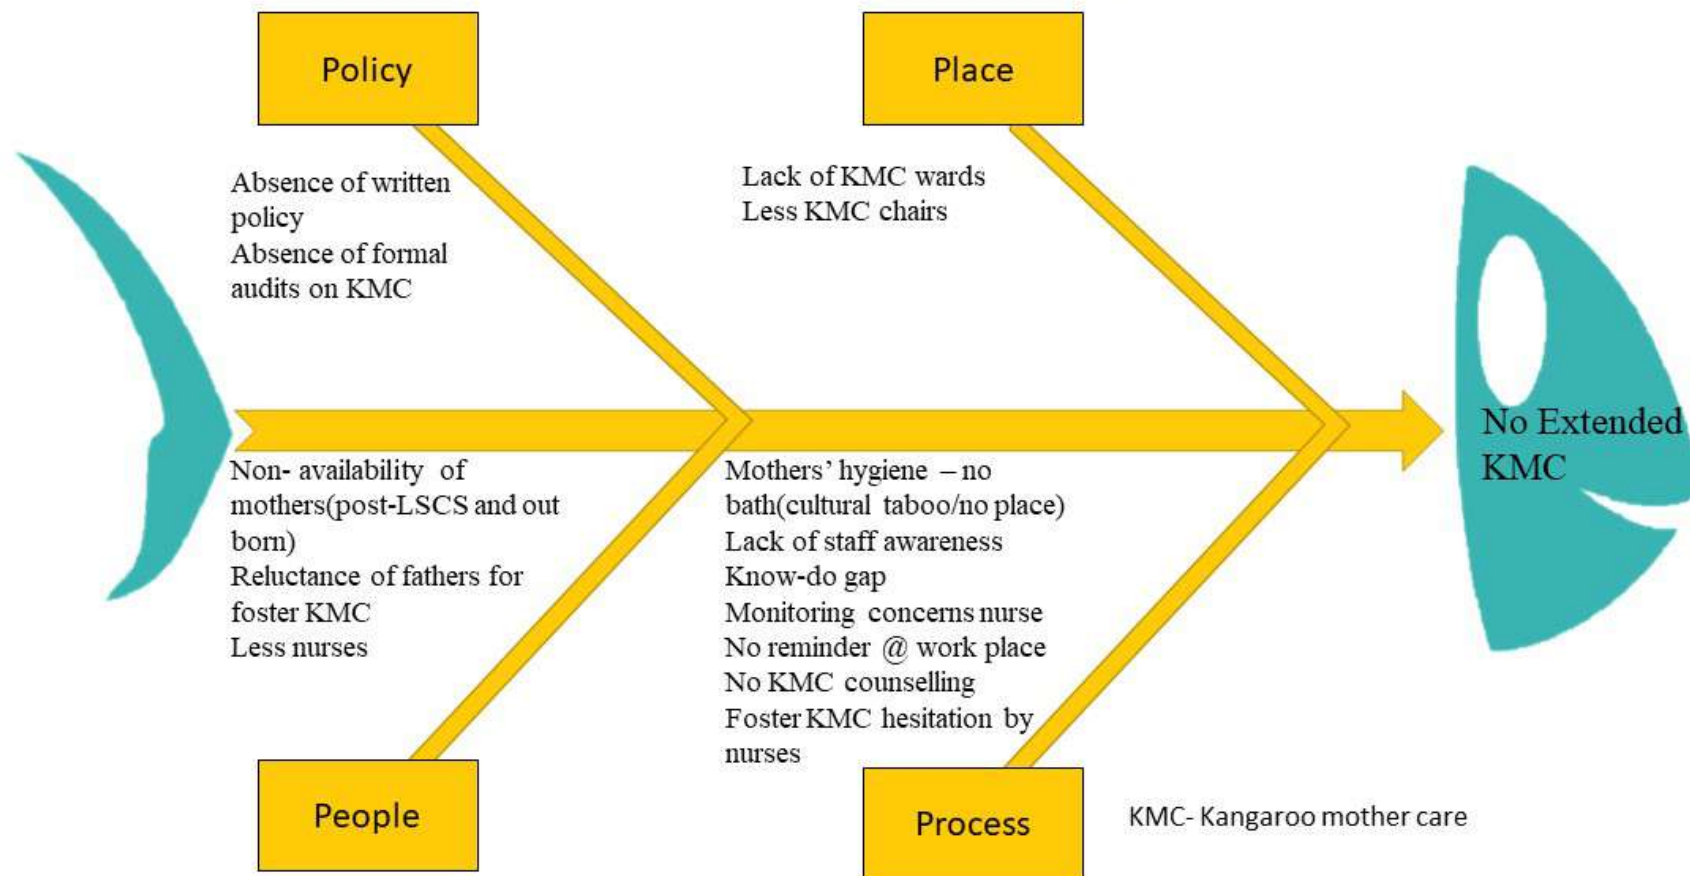 Policy
Place
Absence of written
policy
Absence of formal
audits on KMC
Lack of KMC wards
Less KMC chairs
No Extended
KMC
Non- availability of
mothers(post-LSCS and out
born)
Reluctance of fathers for
foster KMC
Less nurses
Mothers’ hygiene – no
bath(cultural taboo/no place)
Lack of staff awareness
Know-do gap
Monitoring concerns nurse
No reminder @ work place
No KMC counselling
Foster KMC hesitation by
nurses
People
Process
KMC- Kangaroo mother care